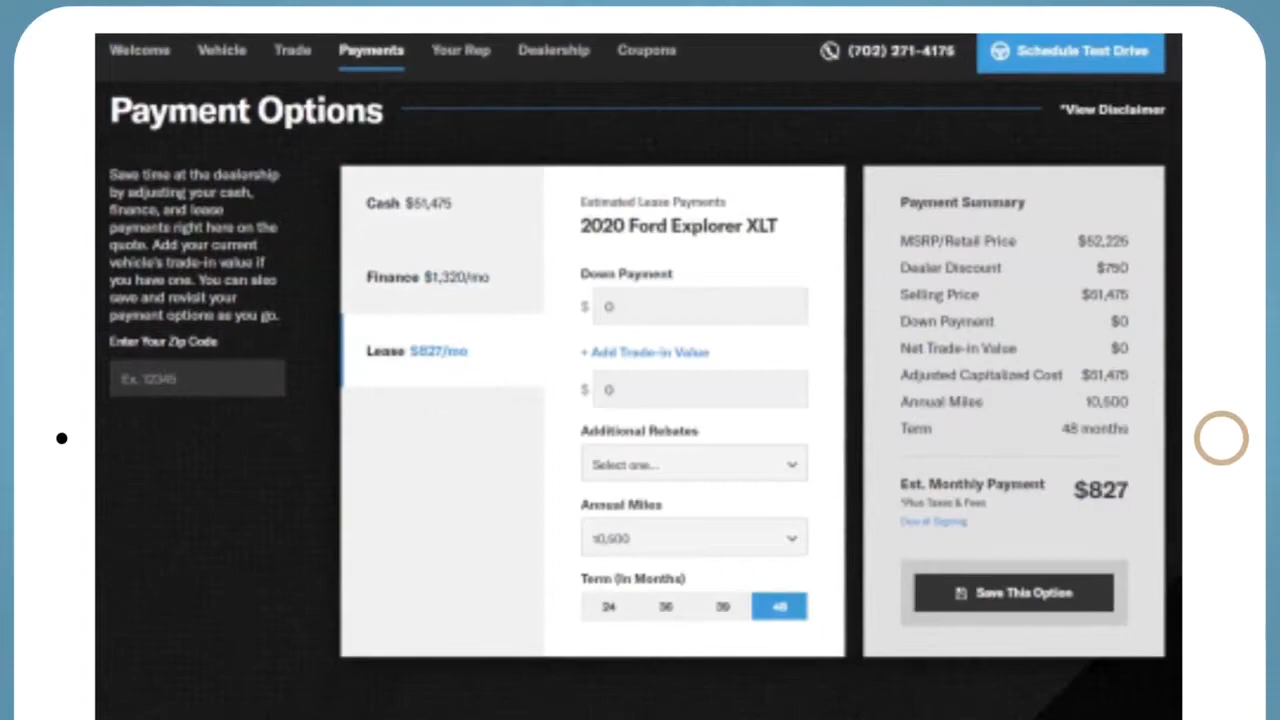 Welcome Vehicle Trade Payments Your Rep Dealership Coupons (702) 271-4175 Schedule Test Drive
Payment Options
*View Disclaimer
Save time at the dealership
by adjusting your cash,
finance, and lease
payments right here on the
quote. Add your current
vehicle's trade-in value if
you have one. You can also
save and revisit your
payment options as you go.
Enter Your Zip Code
Ex. 12345
Cash $51,475
Finance $1,320/mo
Lease $827/mo
Estimated Lease Payments
2020 Ford Explorer XLT
Down Payment
$ 0
+ Add Trade-in Value
$ 0
Additional Rebates
Select one...
Annual Miles
10,500
Term (In Months)
24 36 39 48
Payment Summary
MSRP/Retail Price $52,225
Dealer Discount $750
Selling Price $51,475
Down Payment $0
Net Trade-in Value $0
Adjusted Capitalized Cost $51,475
Annual Miles 10,500
Term 48 months
Est. Monthly Payment $827
*Plus Taxes & Fees
Due at Signing
Save This Option